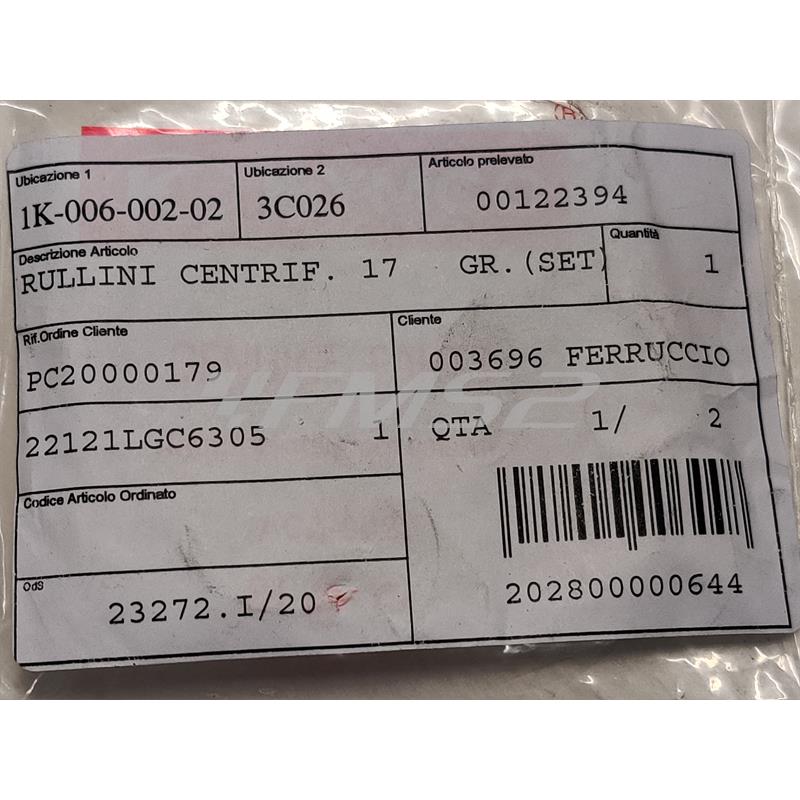 Ubicazione 1
1K-006-002-02
Ubicazione 2
3C026
Articolo prelevato
00122394
Descrizione Articolo
RULLINI CENTRIF. 17 GR.(SET)
Quantità
1
Rif.Ordine Cliente
PC20000179
Cliente
003696 FERRUCCIO
22121LGC6305 1
QTA 1/ 2
Codice Articolo Ordinato
OdS
23272.I/20
202800000644
IFMS2